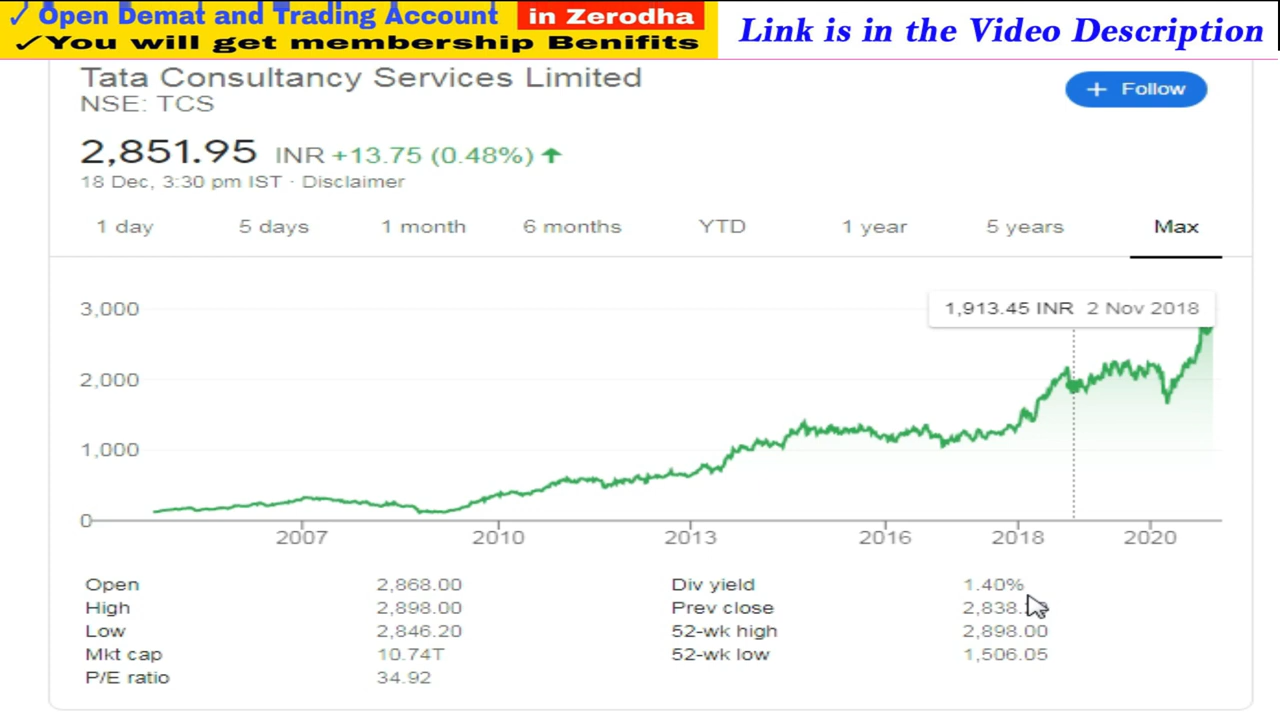 ✓ Open Demat and Trading Account in Zerodha
✓You will get membership Benifits
Link is in the Video Description
Tata Consultancy Services Limited
NSE: TCS
+ Follow
2,851.95 INR +13.75 (0.48%) ↑
18 Dec, 3:30 pm IST · Disclaimer
1 day 5 days 1 month 6 months YTD 1 year 5 years Max
1,913.45 INR 2 Nov 2018
3,000
2,000
1,000
0
2007 2010 2013 2016 2018 2020
Open 2,868.00 Div yield 1.40%
High 2,898.00 Prev close 2,838.
Low 2,846.20 52-wk high 2,898.00
Mkt cap 10.74T 52-wk low 1,506.05
P/E ratio 34.92